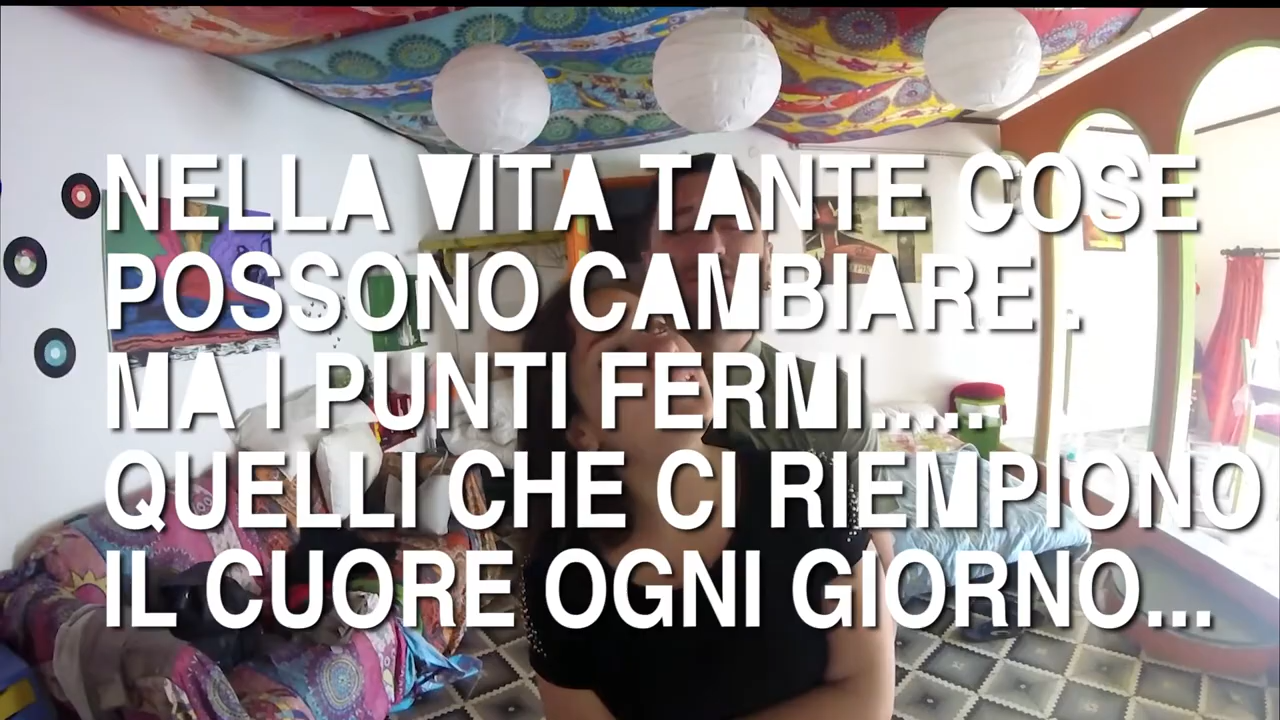 NELLA VITA TANTE COSE
POSSONO CAMBIARE .
MA I PUNTI FERMI.....
QUELLI CHE CI RIEMPIONO
IL CUORE OGNI GIORNO...